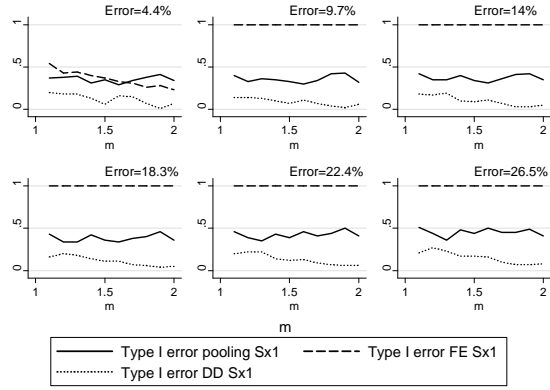 Error=4.4%
1
.5
0
1 1.5 2
m
Error=9.7%
1
.5
0
1 1.5 2
m
Error=14%
1
.5
0
1 1.5 2
m
Error=18.3%
1
.5
0
1 1.5 2
m
Error=22.4%
1
.5
0
1 1.5 2
m
Error=26.5%
1
.5
0
1 1.5 2
m
m
Type I error pooling Sx1 Type I error FE Sx1
Type I error DD Sx1